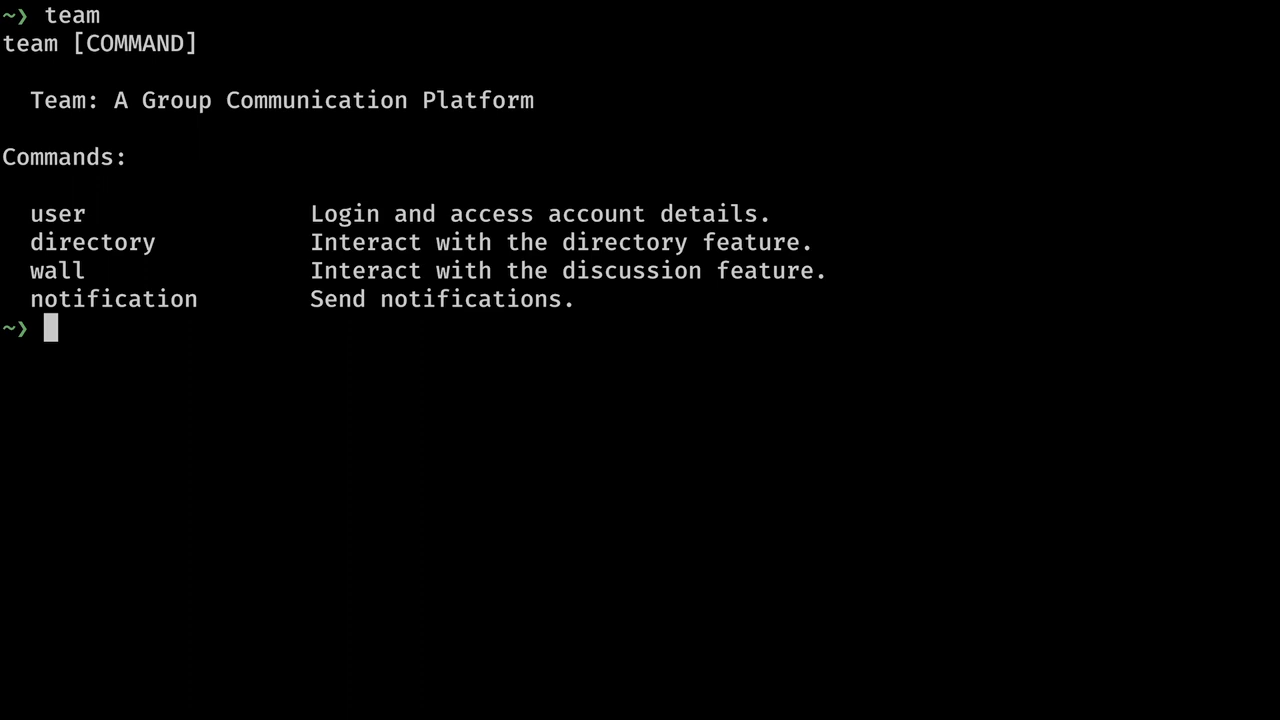 ~❯ team
team [COMMAND]
Team: A Group Communication Platform
Commands:
user Login and access account details.
directory Interact with the directory feature.
wall Interact with the discussion feature.
notification Send notifications.
~❯